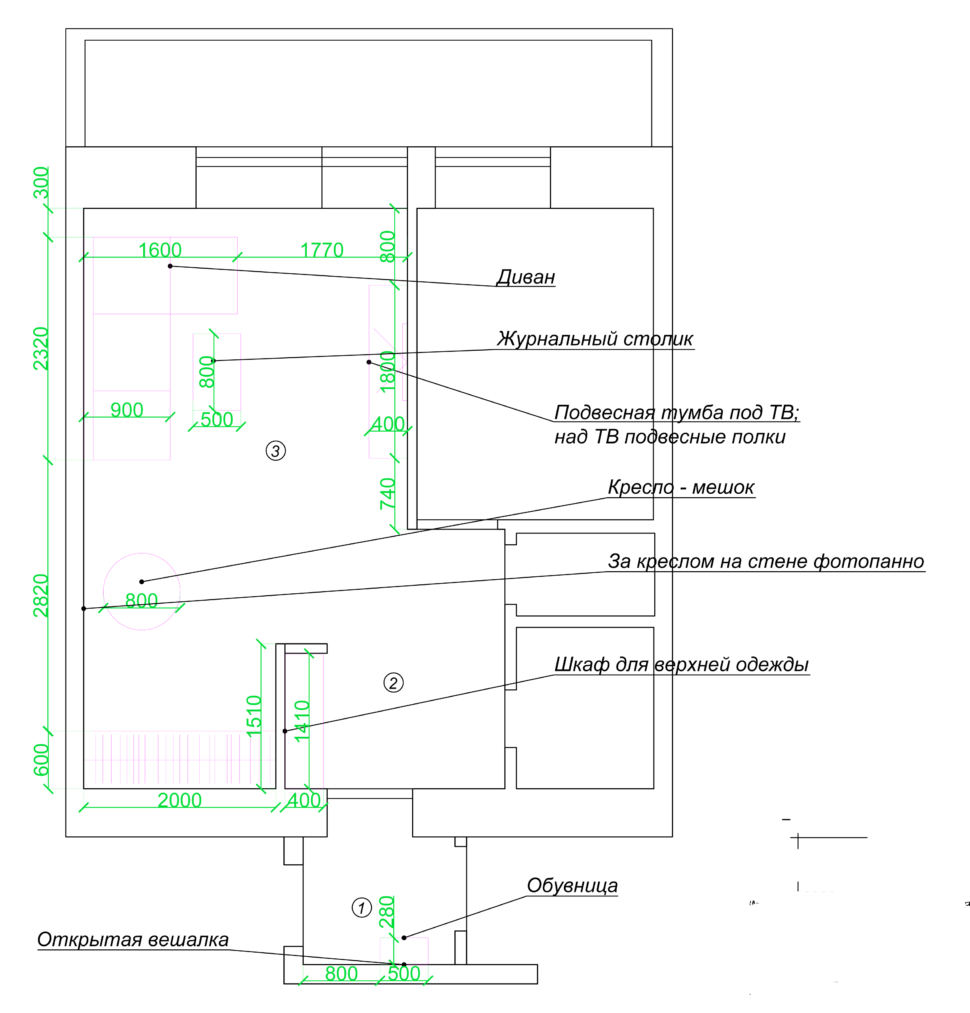 300
1600
1770
800
Диван
2320
Журнальный столик
800
1800
900
500
400
Подвесная тумба под ТВ;
над ТВ подвесные полки
3
740
Кресло - мешок
За креслом на стене фотопанно
2820
800
Шкаф для верхней одежды
2
1510
1410
600
2000
400
Обувница
1
280
Открытая вешалка
800
500